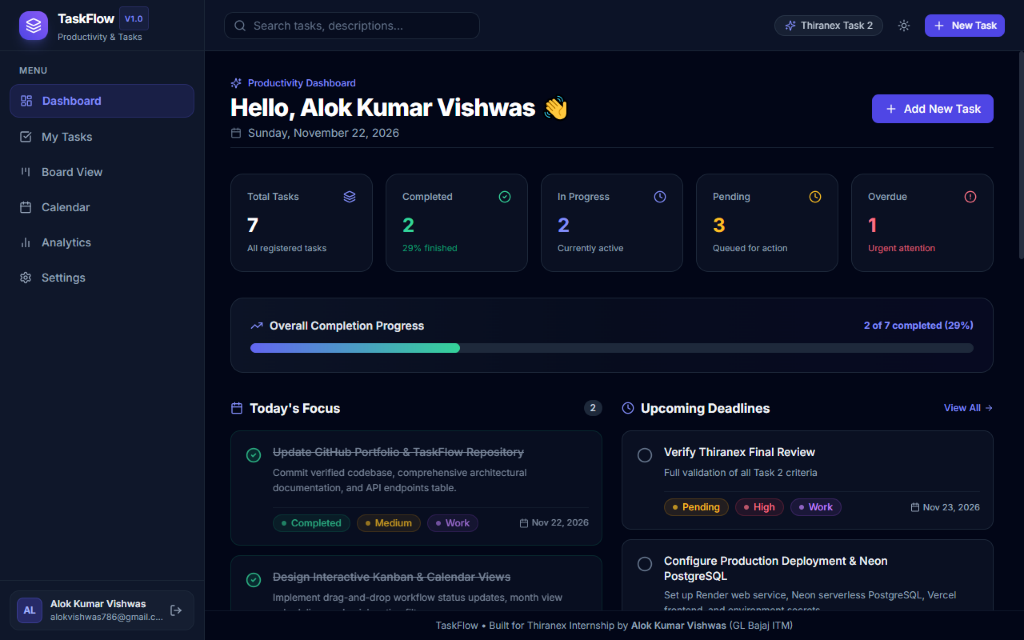 TaskFlow V1.0
Productivity & Tasks
Search tasks, descriptions...
Thiranex Task 2
+ New Task
MENU
Dashboard
My Tasks
Board View
Calendar
Analytics
Settings
AL
Alok Kumar Vishwas
alokvishwas786@gmail.c...
Productivity Dashboard
Hello, Alok Kumar Vishwas 👋
Sunday, November 22, 2026
+ Add New Task
Total Tasks
7
All registered tasks
Completed
2
29% finished
In Progress
2
Currently active
Pending
3
Queued for action
Overdue
1
Urgent attention
Overall Completion Progress
2 of 7 completed (29%)
Today's Focus
2
Update GitHub Portfolio & TaskFlow Repository
Commit verified codebase, comprehensive architectural
documentation, and API endpoints table.
Completed
Medium
Work
Nov 22, 2026
Design Interactive Kanban & Calendar Views
Implement drag-and-drop workflow status updates, month view
Upcoming Deadlines
View All →
Verify Thiranex Final Review
Full validation of all Task 2 criteria
Pending
High
Work
Nov 23, 2026
Configure Production Deployment & Neon
PostgreSQL
Set up Render web service, Neon serverless PostgreSQL, Vercel
frontend, and environment secrets.
TaskFlow • Built for Thiranex Internship by Alok Kumar Vishwas (GL Bajaj ITM)